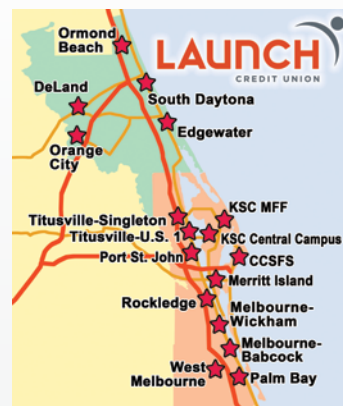 Ormond
Beach
LAUNCH
CREDIT UNION
DeLand
South Daytona
Edgewater
Orange
City
KSC MFF
Titusville-Singleton
Titusville-U.S. 1
KSC Central Campus
Port St. John
CCSFS
Merritt Island
Rockledge
Melbourne-
Wickham
Melbourne-
Babcock
West
Melbourne
Palm Bay